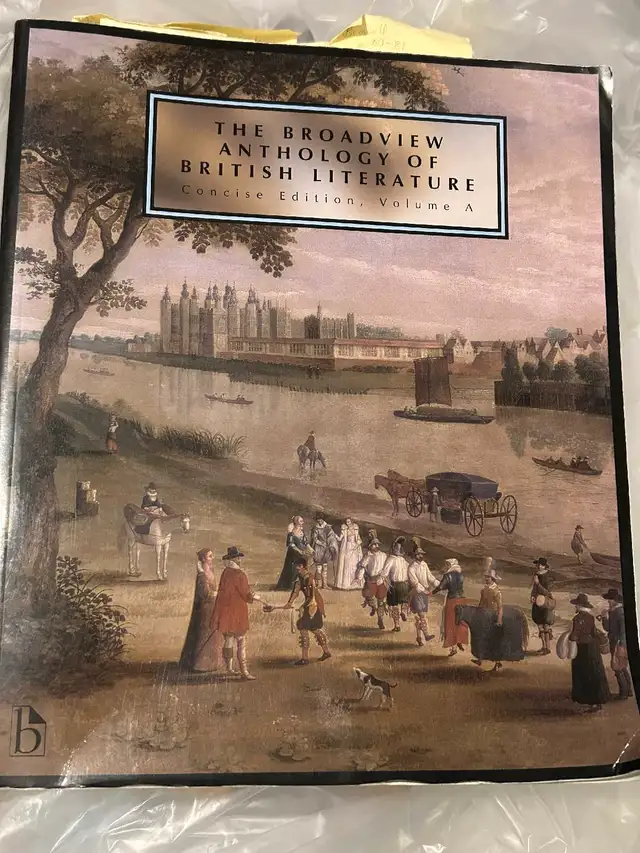 THE BROADVIEW
ANTHOLOGY OF
BRITISH LITERATURE
Concise Edition, Volume A
b